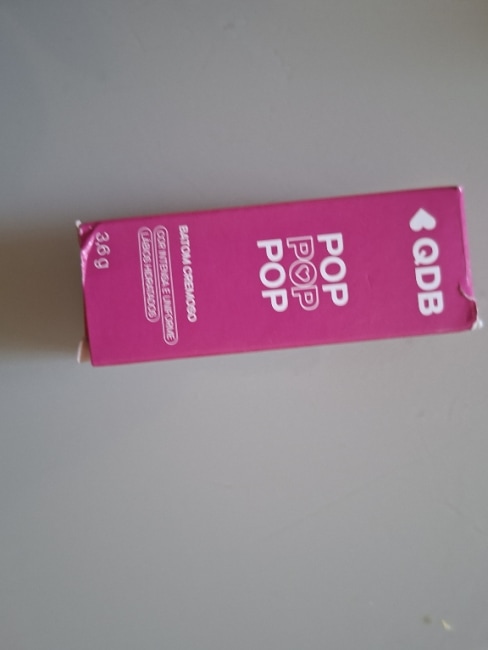 QDB
POP
POP
POP
BATOM CREMOSO
COR INTENSA E UNIFORME
LÁBIOS HIDRATADOS
3,6 g